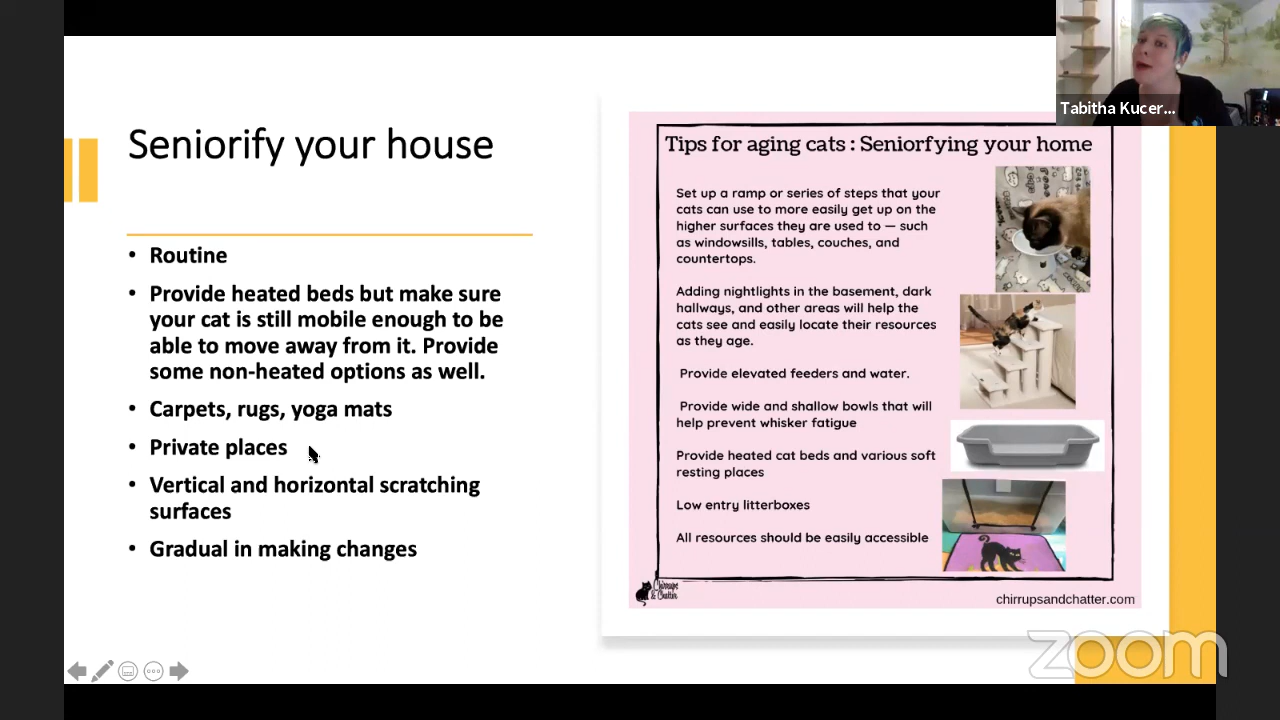 Tabitha Kucer...
Seniorify your house
• Routine
• Provide heated beds but make sure
your cat is still mobile enough to be
able to move away from it. Provide
some non-heated options as well.
• Carpets, rugs, yoga mats
• Private places
• Vertical and horizontal scratching
surfaces
• Gradual in making changes
Tips for aging cats : Seniorfying your home
Set up a ramp or series of steps that your
cats can use to more easily get up on the
higher surfaces they are used to — such
as windowsills, tables, couches, and
countertops.
Adding nightlights in the basement, dark
hallways, and other areas will help the
cats see and easily locate their resources
as they age.
Provide elevated feeders and water.
Provide wide and shallow bowls that will
help prevent whisker fatigue
Provide heated cat beds and various soft
resting places
Low entry litterboxes
All resources should be easily accessible
Chirrups
& Chatter
chirrupsandchatter.com
zoom